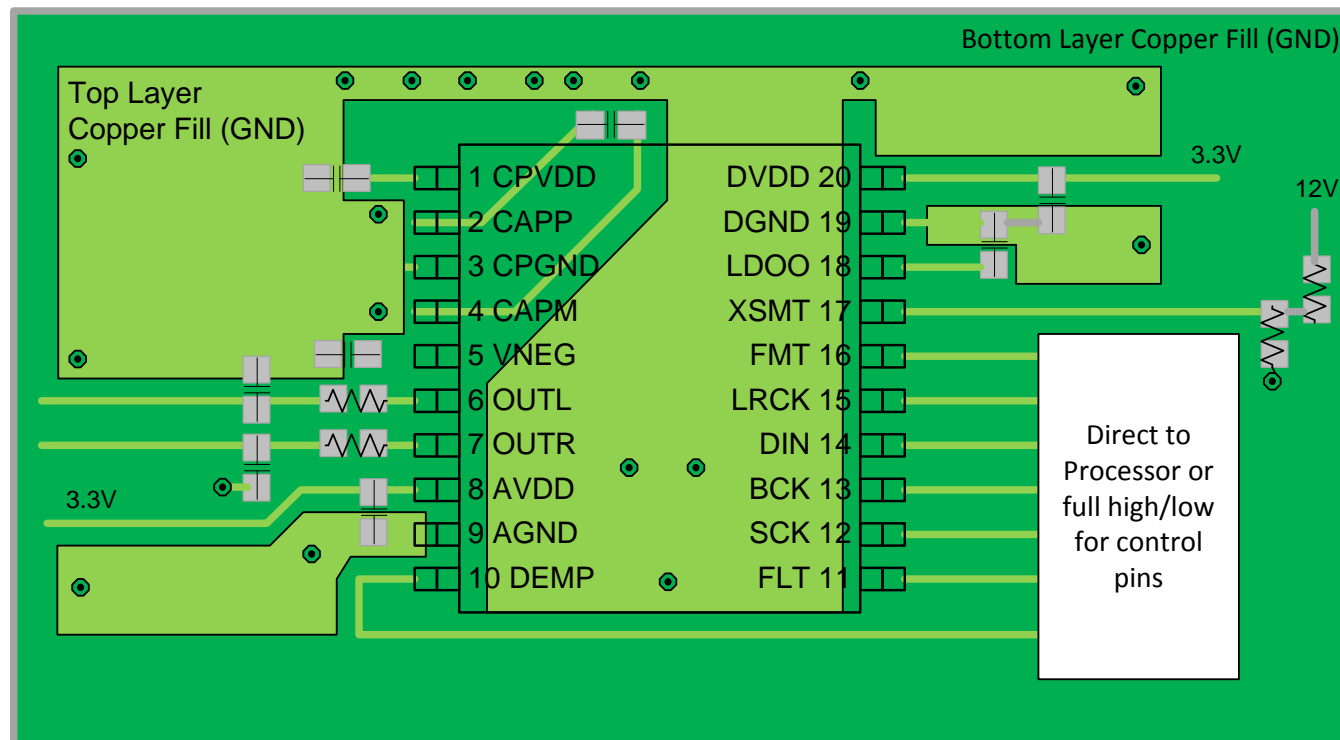 Bottom Layer Copper Fill (GND)
Top Layer
Copper Fill (GND)
1 CPVDD
2 CAPP
3 CPGND
4 CAPM
5 VNEG
6 OUTL
7 OUTR
8 AVDD
9 AGND
10 DEMP
DVDD 20
DGND 19
LDOO 18
XSMT 17
FMT 16
LRCK 15
DIN 14
BCK 13
SCK 12
FLT 11
3.3V
12V
3.3V
Direct to
Processor or
full high/low
for control
pins